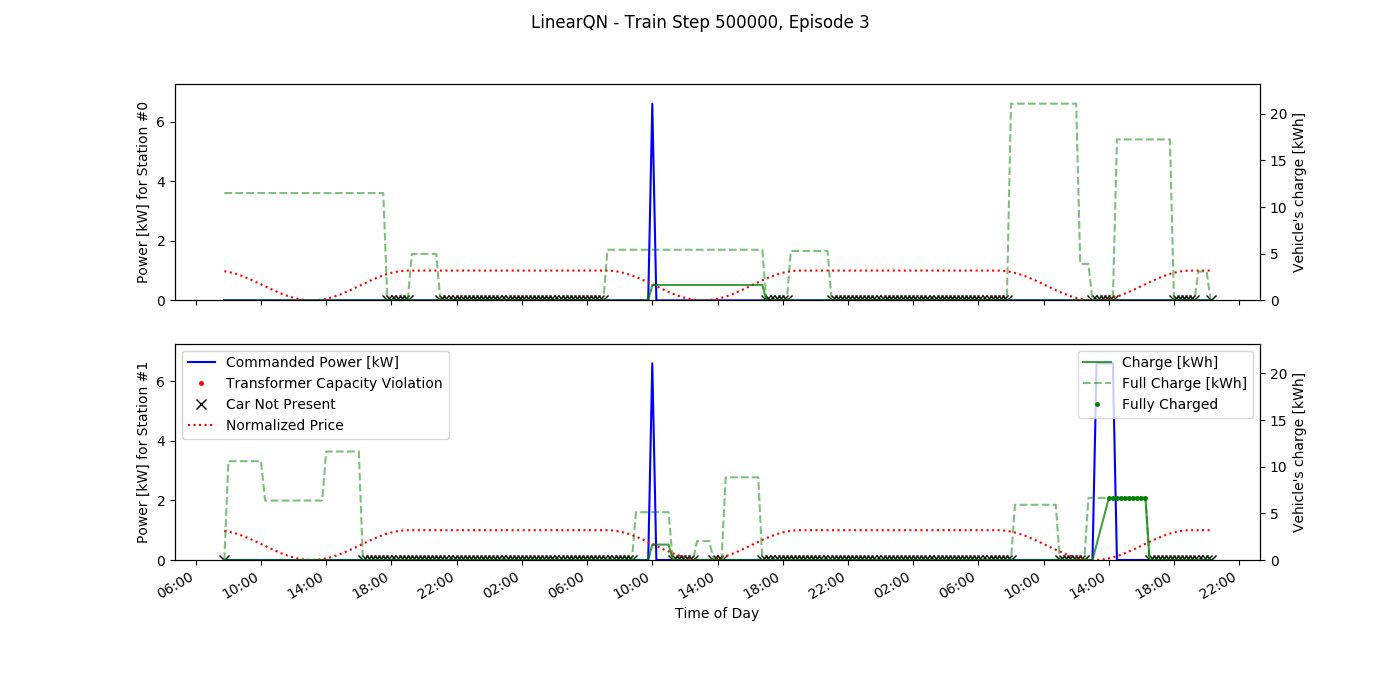 LinearQN - Train Step 500000, Episode 3
Power [kW] for Station #0
0
2
4
6
0
5
10
15
20
Vehicle's charge [kWh]
Power [kW] for Station #1
0
2
4
6
Commanded Power [kW]
Transformer Capacity Violation
Car Not Present
Normalized Price
Charge [kWh]
Full Charge [kWh]
Fully Charged
0
5
10
15
20
Vehicle's charge [kWh]
06:00 10:00 14:00 18:00 22:00 02:00 06:00 10:00 14:00 18:00 22:00 02:00 06:00 10:00 14:00 18:00 22:00
Time of Day